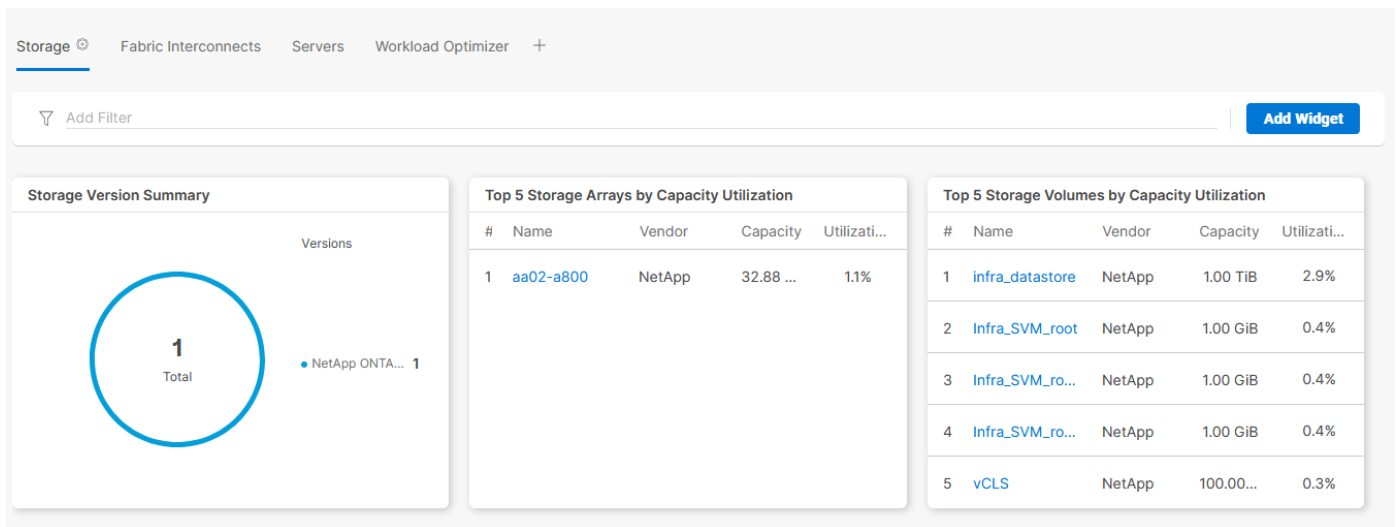 Storage Fabric Interconnects Servers Workload Optimizer +
Add Filter Add Widget
Storage Version Summary
Versions
1
Total
NetApp ONTA... 1
Top 5 Storage Arrays by Capacity Utilization
# Name Vendor Capacity Utilizati...
1 aa02-a800 NetApp 32.88 ... 1.1%
Top 5 Storage Volumes by Capacity Utilization
# Name Vendor Capacity Utilizati...
1 infra_datastore NetApp 1.00 TiB 2.9%
2 Infra_SVM_root NetApp 1.00 GiB 0.4%
3 Infra_SVM_ro... NetApp 1.00 GiB 0.4%
4 Infra_SVM_ro... NetApp 1.00 GiB 0.4%
5 vCLS NetApp 100.00... 0.3%